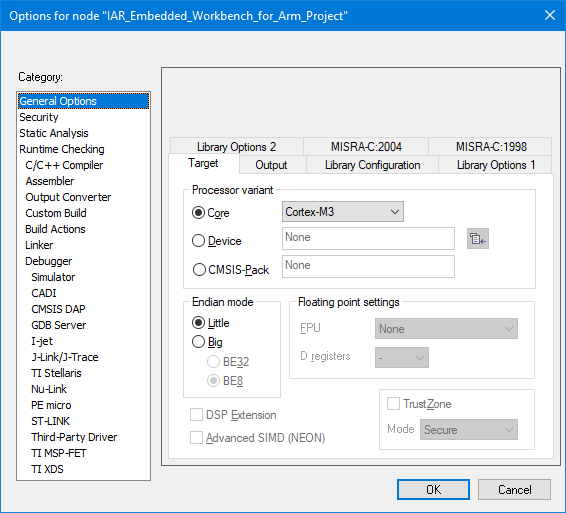 Options for node "IAR_Embedded_Workbench_for_Arm_Project"
Category:
General Options
Security
Static Analysis
Runtime Checking
C/C++ Compiler
Assembler
Output Converter
Custom Build
Build Actions
Linker
Debugger
Simulator
CADI
CMSIS DAP
GDB Server
I-jet
J-Link/J-Trace
TI Stellaris
Nu-Link
PE micro
ST-LINK
Third-Party Driver
TI MSP-FET
TI XDS
Library Options 2 MISRA-C:2004 MISRA-C:1998
Target Output Library Configuration Library Options 1
Processor variant
Core Cortex-M3
Device None
CMSIS-Pack None
Endian mode
Little
Big
BE32
BE8
Floating point settings
FPU None
D registers -
DSP Extension
Advanced SIMD (NEON)
TrustZone
Mode Secure
OK Cancel